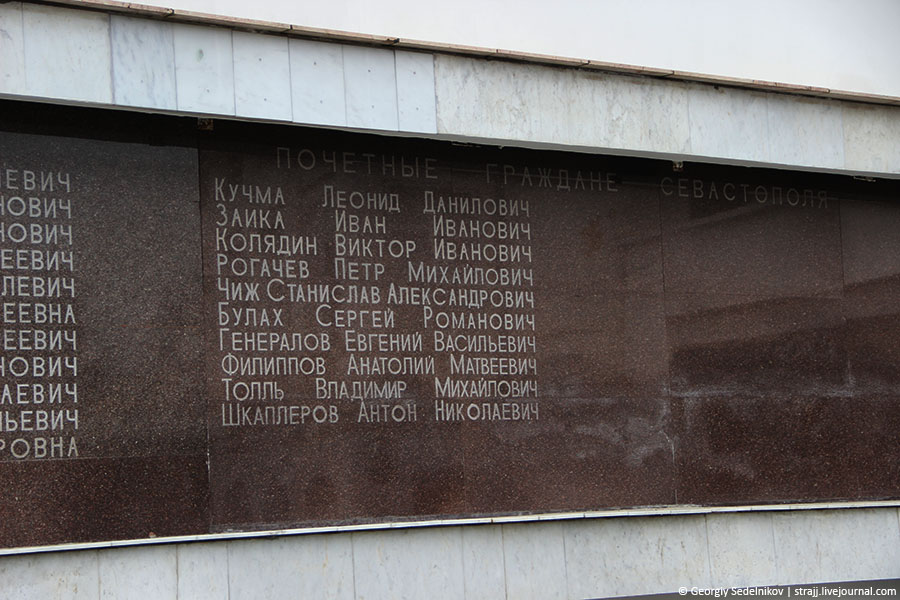 ПОЧЕТНЫЕ ГРАЖДАНЕ СЕВАСТОПОЛЯ
КУЧМА ЛЕОНИД ДАНИЛОВИЧ
ЗАИКА ИВАН ИВАНОВИЧ
КОЛЯДИН ВИКТОР ИВАНОВИЧ
РОГАЧЕВ ПЕТР МИХАЙЛОВИЧ
ЧИЖ СТАНИСЛАВ АЛЕКСАНДРОВИЧ
БУЛАХ СЕРГЕЙ РОМАНОВИЧ
ГЕНЕРАЛОВ ЕВГЕНИЙ ВАСИЛЬЕВИЧ
ФИЛИППОВ АНАТОЛИЙ МАТВЕЕВИЧ
ТОЛЛЬ ВЛАДИМИР МИХАЙЛОВИЧ
ШКАПЛЕРОВ АНТОН НИКОЛАЕВИЧ
© Georgiy Sedelnikov | strajj.livejournal.com